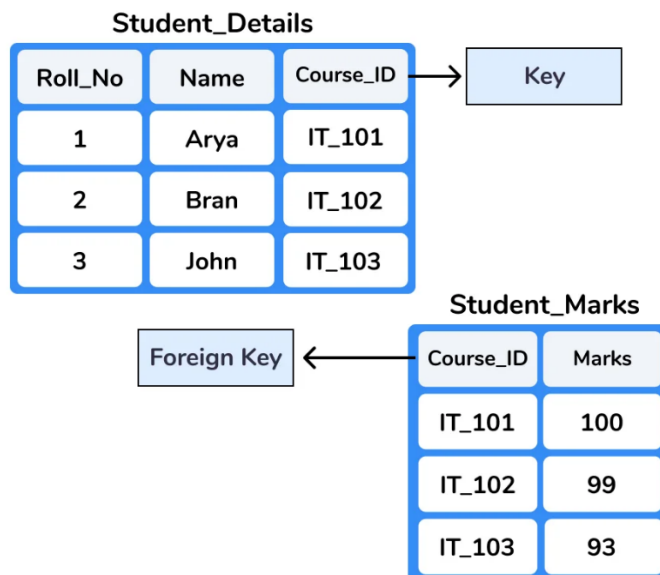 Student_Details
Roll_No Name Course_ID Key
1 Arya IT_101
2 Bran IT_102
3 John IT_103
Student_Marks
Foreign Key Course_ID Marks
IT_101 100
IT_102 99
IT_103 93